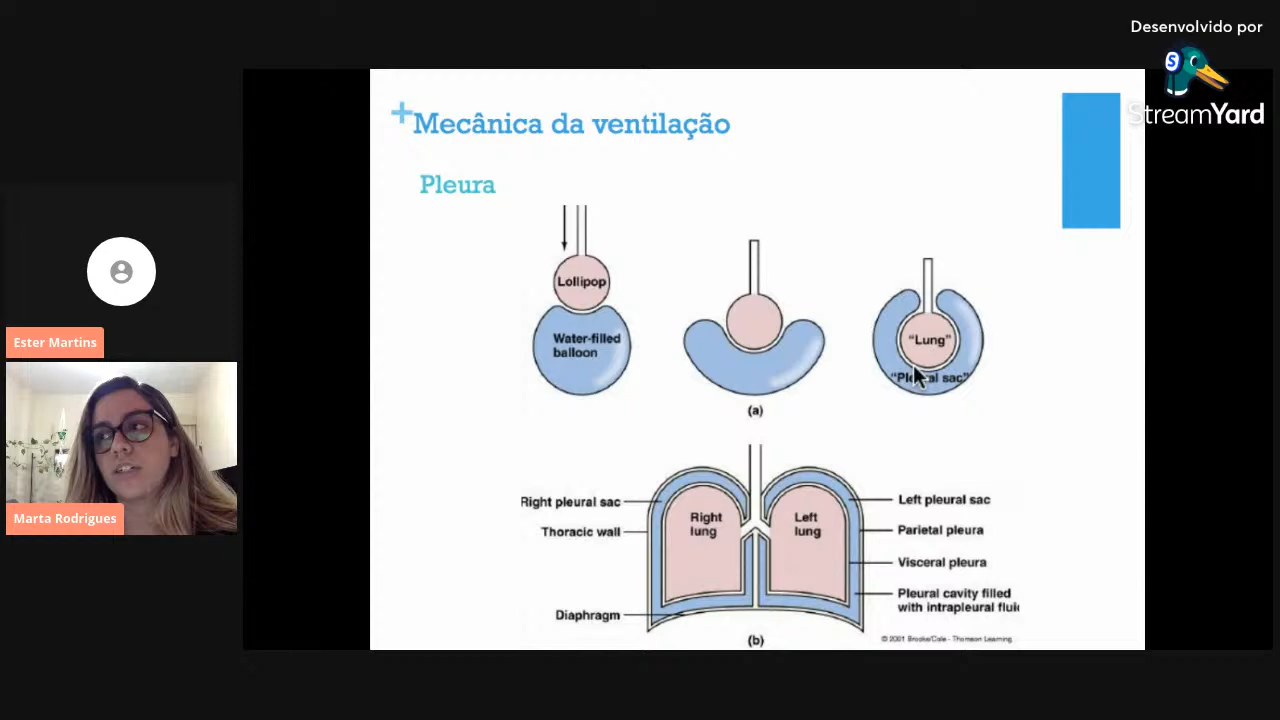 Desenvolvido por
StreamYard
Mecânica da ventilação
Pleura
Lollipop
Water-filled
balloon
"Lung"
"Pleural sac"
(a)
Right pleural sac
Thoracic wall
Diaphragm
Right
lung
Left
lung
Left pleural sac
Parietal pleura
Visceral pleura
Pleural cavity filled
with intrapleural flui
(b)
© 2001 Brooks/Cole - Thomson Learning
Ester Martins
Marta Rodrigues